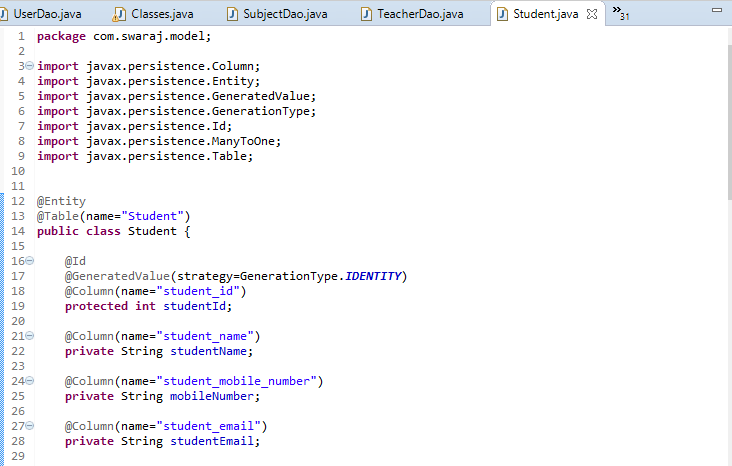 UserDao.java Classes.java SubjectDao.java TeacherDao.java Student.java »31
1 package com.swaraj.model;
2
3 import javax.persistence.Column;
4 import javax.persistence.Entity;
5 import javax.persistence.GeneratedValue;
6 import javax.persistence.GenerationType;
7 import javax.persistence.Id;
8 import javax.persistence.ManyToOne;
9 import javax.persistence.Table;
10
11
12 @Entity
13 @Table(name="Student")
14 public class Student {
15
16 @Id
17 @GeneratedValue(strategy=GenerationType.IDENTITY)
18 @Column(name="student_id")
19 protected int studentId;
20
21 @Column(name="student_name")
22 private String studentName;
23
24 @Column(name="student_mobile_number")
25 private String mobileNumber;
26
27 @Column(name="student_email")
28 private String studentEmail;
29